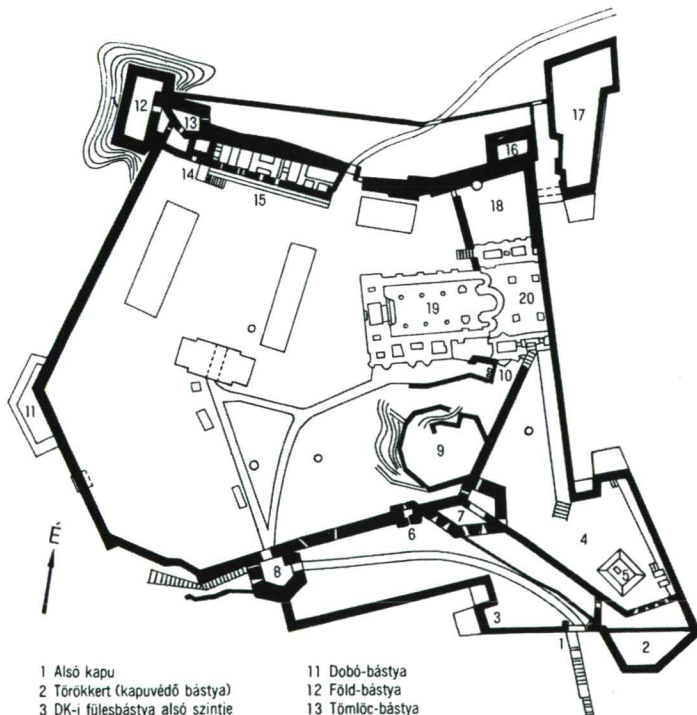 12
13
17
14
16
15
18
19
20
10
11
9
É
7
6
4
5
8
3
1
2
1 Alsó kapu
2 Törökkert (kapuvédő bástya)
3 DK-i fülesbástya alsó szintje
11 Dobó-bástya
12 Föld-bástya
13 Tömlöc-bástya